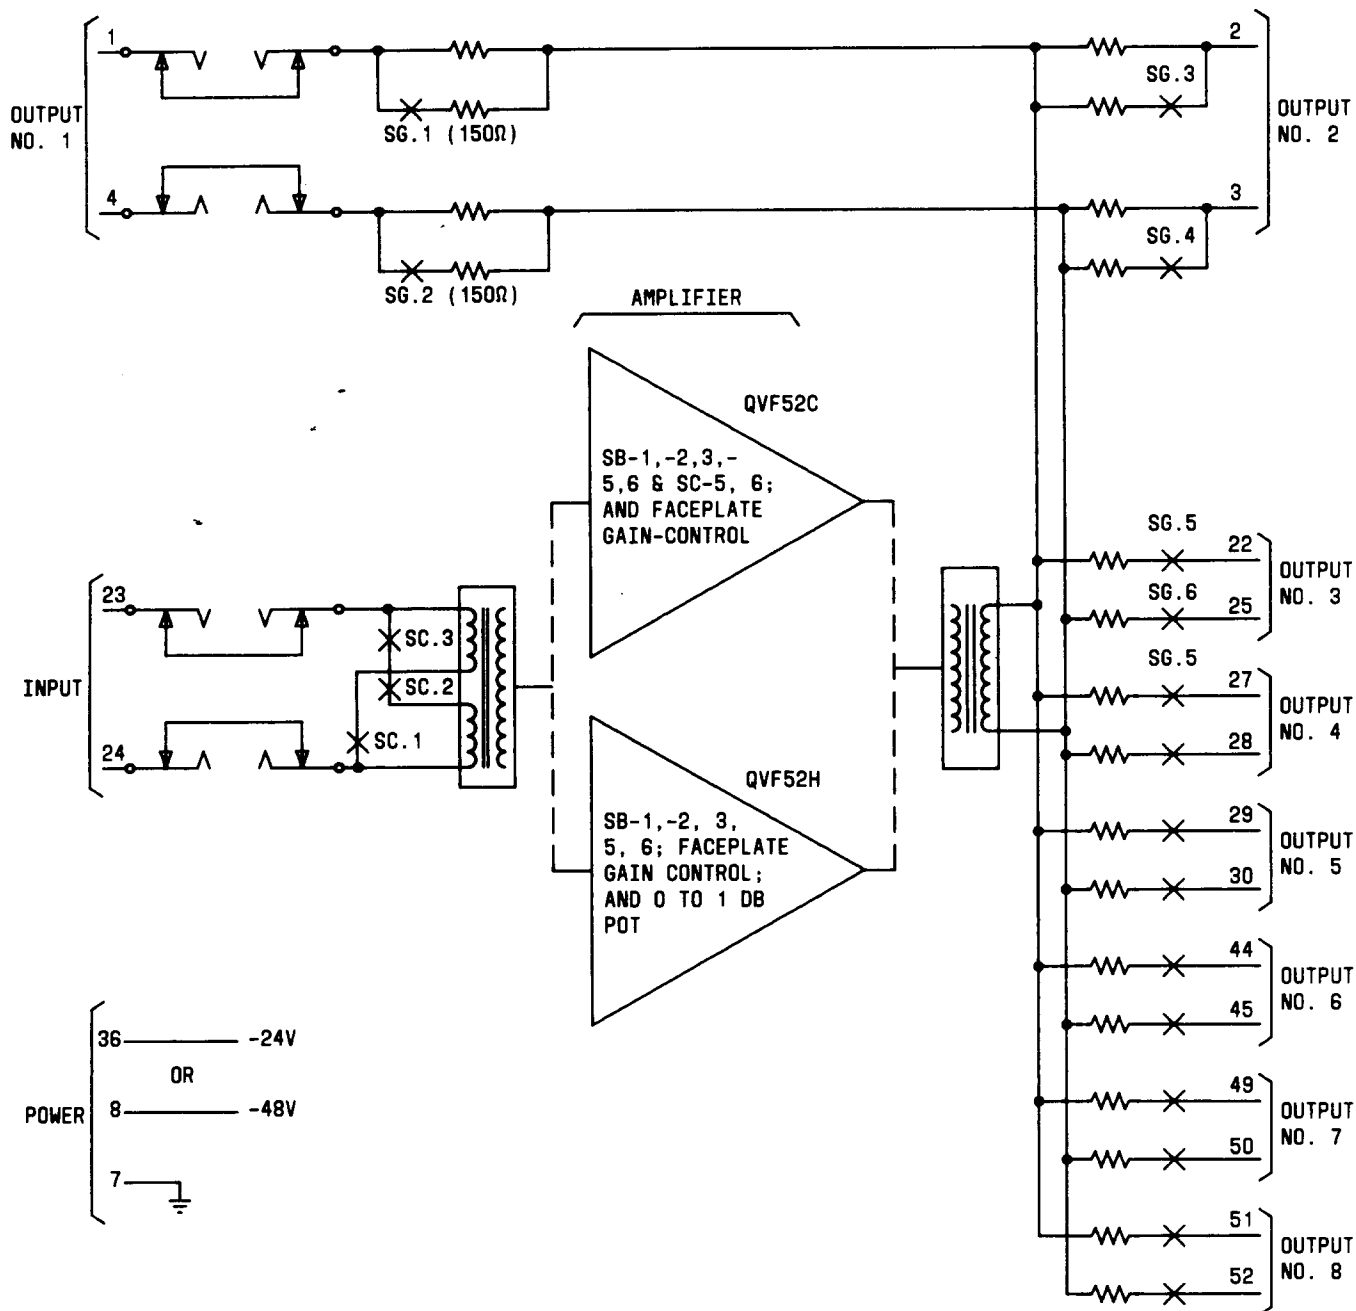 1
2
SG.3
OUTPUT
NO. 1
OUTPUT
NO. 2
SG.1 (150Ω)
4
3
SG.4
SG.2 (150Ω)
AMPLIFIER
QVF52C
SB-1,-2,3,-
5,6 & SC-5, 6;
AND FACEPLATE
GAIN-CONTROL
SG.5
22
OUTPUT
NO. 3
SG.6
25
23
SC.3
INPUT
SC.2
SC.1
24
SG.5
27
OUTPUT
NO. 4
28
QVF52H
SB-1,-2, 3,
5, 6; FACEPLATE
GAIN CONTROL;
AND 0 TO 1 DB
POT
29
OUTPUT
NO. 5
30
44
OUTPUT
NO. 6
45
36
-24V
OR
POWER
8
-48V
7
49
OUTPUT
NO. 7
50
51
OUTPUT
NO. 8
52